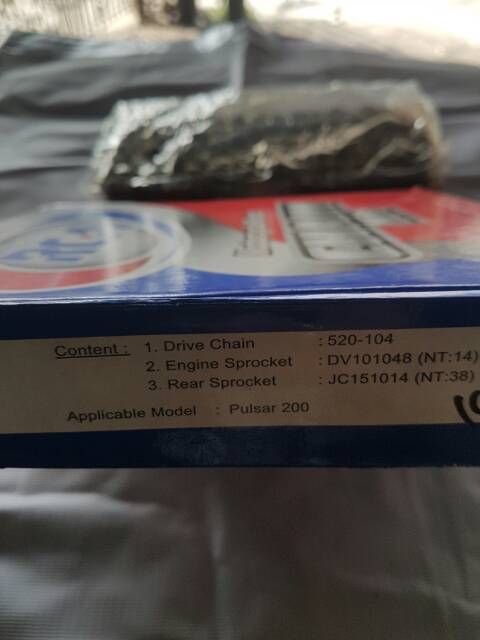 Content : 1. Drive Chain : 520-104
2. Engine Sprocket : DV101048 (NT:14)
3. Rear Sprocket : JC151014 (NT:38)
Applicable Model : Pulsar 200